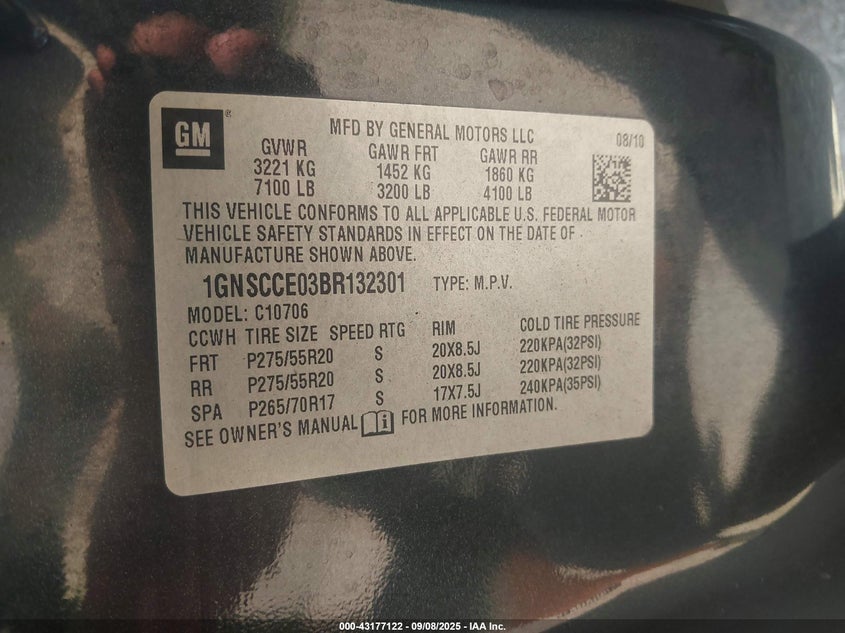 GM ®
MFD BY GENERAL MOTORS LLC
08/10
GVWR GAWR FRT GAWR RR
3221 KG 1452 KG 1860 KG
7100 LB 3200 LB 4100 LB
THIS VEHICLE CONFORMS TO ALL APPLICABLE U.S. FEDERAL MOTOR
VEHICLE SAFETY STANDARDS IN EFFECT ON THE DATE OF
MANUFACTURE SHOWN ABOVE.
1GNSCCE03BR132301 TYPE: M.P.V.
MODEL: C10706
CCWH TIRE SIZE SPEED RTG RIM COLD TIRE PRESSURE
FRT P275/55R20 S 20X8.5J 220KPA(32PSI)
RR P275/55R20 S 20X8.5J 220KPA(32PSI)
SPA P265/70R17 S 17X7.5J 240KPA(35PSI)
SEE OWNER'S MANUAL i FOR MORE INFORMATION.
000-43177122 - 09/08/2025 - IAA Inc.